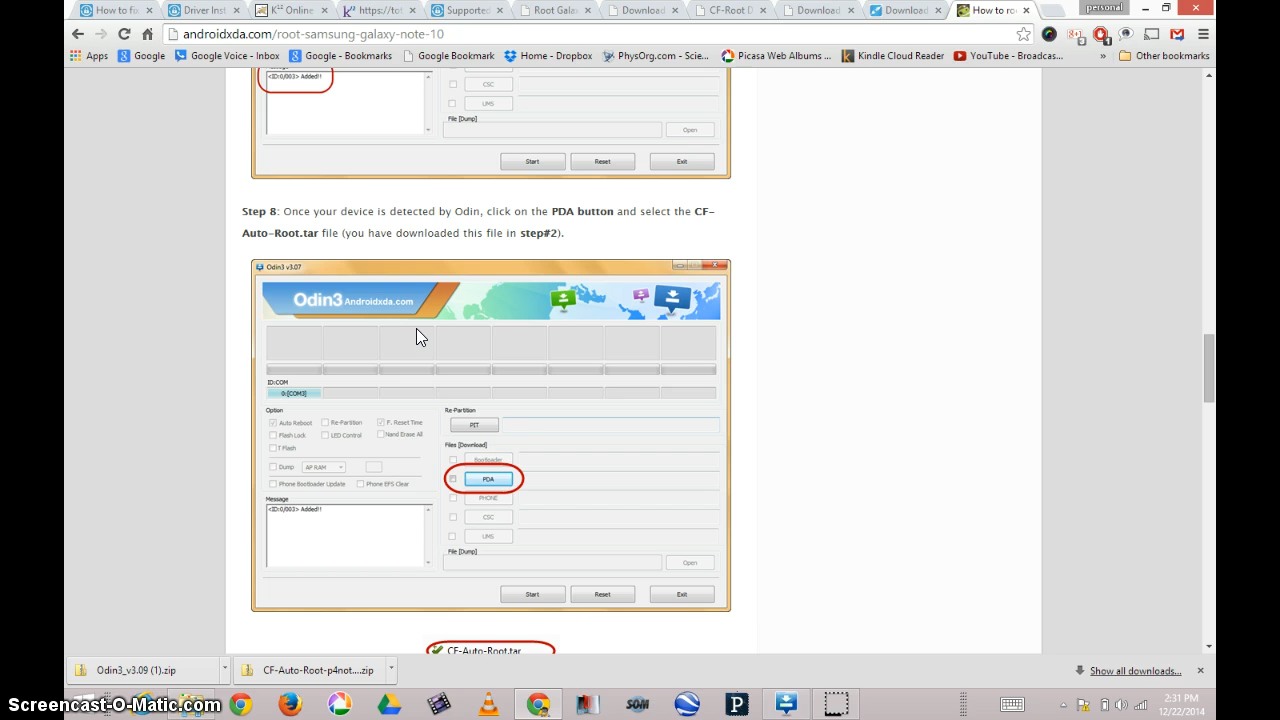 How to fix
Driver Inst
K¹² Online
https://tot
Supported
Root Gala
Download
CF-Root D
Download
Download
How to ro
personal
androidxda.com/root-samsung-galaxy-note-10
Apps
Google
Google Voice - Inbox
Google Bookmarks
Google Bookmark
Home - Dropbox
PhysOrg.com - Scie...
Picasa Web Albums ...
Kindle Cloud Reader
YouTube - Broadcas...
»
Other bookmarks
<ID:0/003> Added!!
CSC
UMS
File [Dump]
Open
Start
Reset
Exit
Step 8: Once your device is detected by Odin, click on the PDA button and select the CF-
Auto-Root.tar file (you have downloaded this file in step#2).
Odin3 v3.07
Odin3 Androidxda.com
ID:COM
0:[COM3]
Option
Auto Reboot
Re-Partition
F. Reset Time
Flash Lock
LED Control
Nand Erase All
T Flash
Dump
AP RAM
Phone Bootloader Update
Phone EFS Clear
Message
<ID:0/003> Added!!
Re-Partition
PIT
Files [Download]
Bootloader
PDA
PHONE
CSC
UMS
File [Dump]
Open
Start
Reset
Exit
CF-Auto-Root.tar
Odin3_v3.09 (1).zip
CF-Auto-Root-p4not....zip
Show all downloads...
Screencast-O-Matic.com
SOM
2:31 PM
12/22/2014